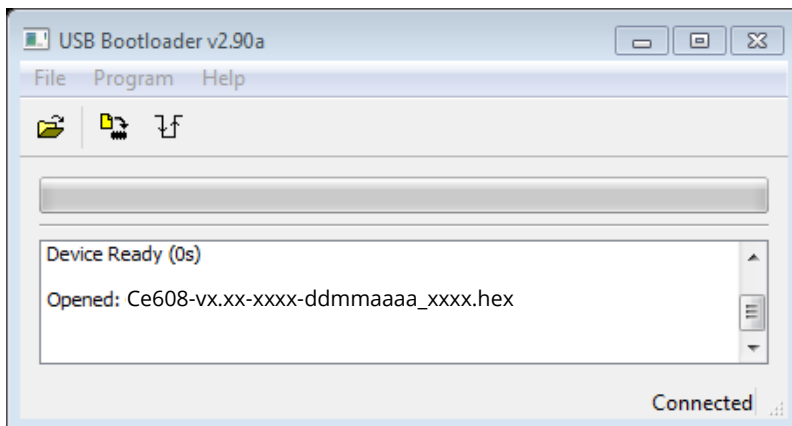 USB Bootloader v2.90a
File Program Help
Device Ready (0s)
Opened: Ce608-vx.xx-xxxx-ddmmaaaa_xxxx.hex
Connected